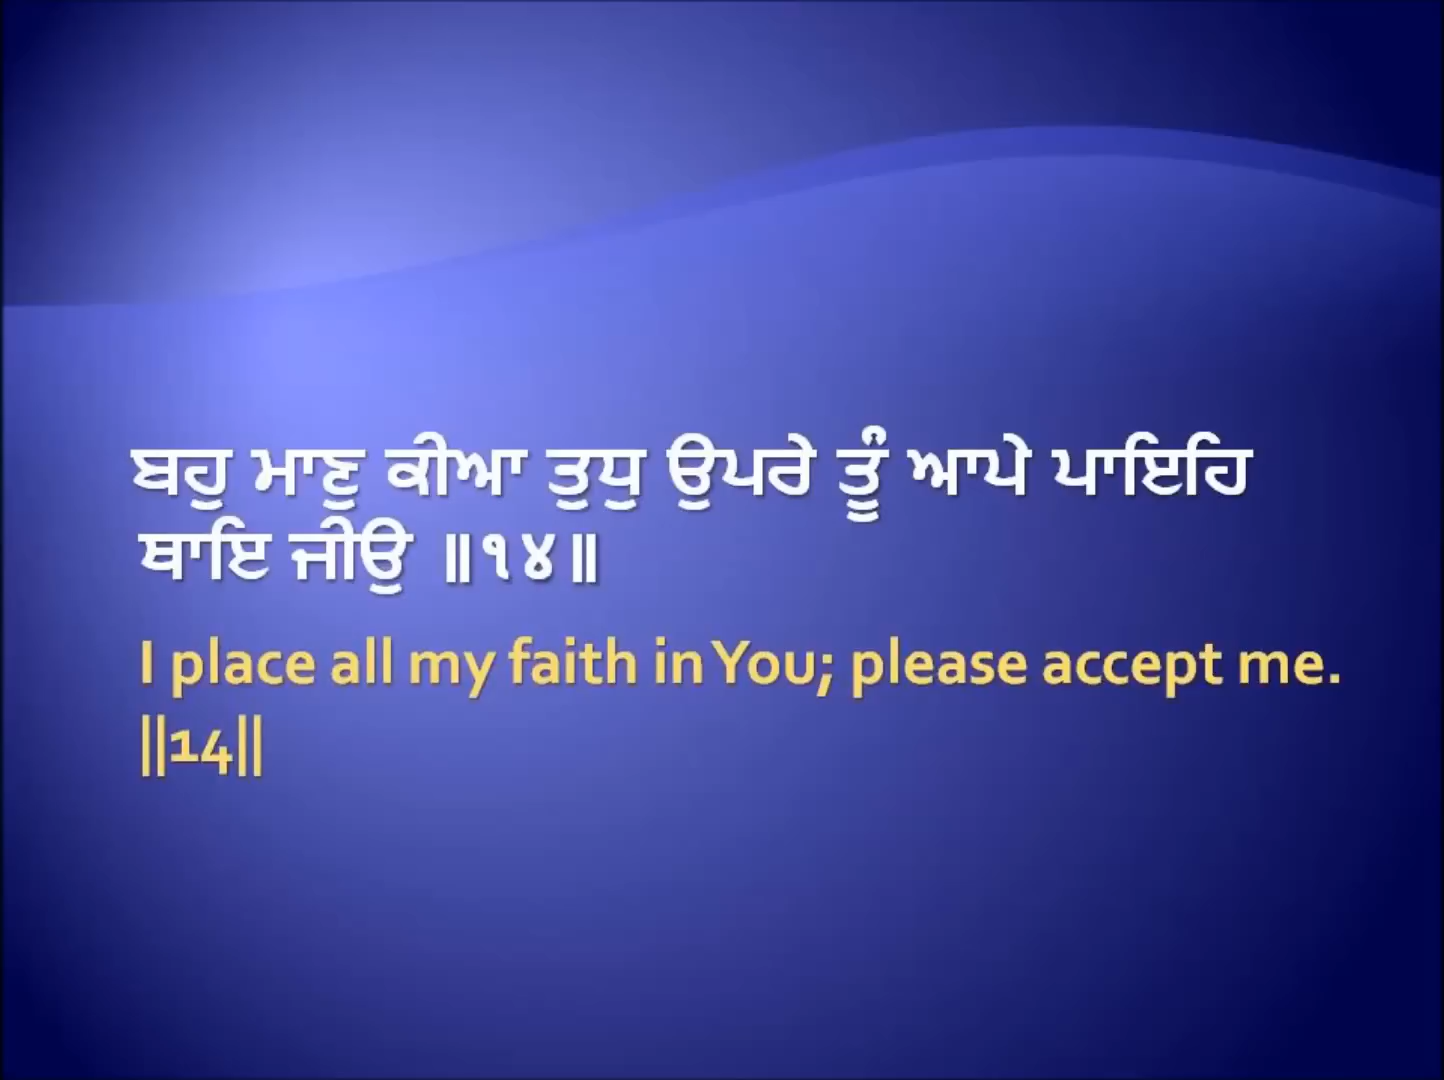 ਬਹੁ ਮਾਣੁ ਕੀਆ ਤੁਧੁ ਉਪਰੇ ਤੂੰ ਆਪੇ ਪਾਇਹਿ
ਥਾਇ ਜੀਉ ॥੧੪॥
I place all my faith in You; please accept me.
||14||